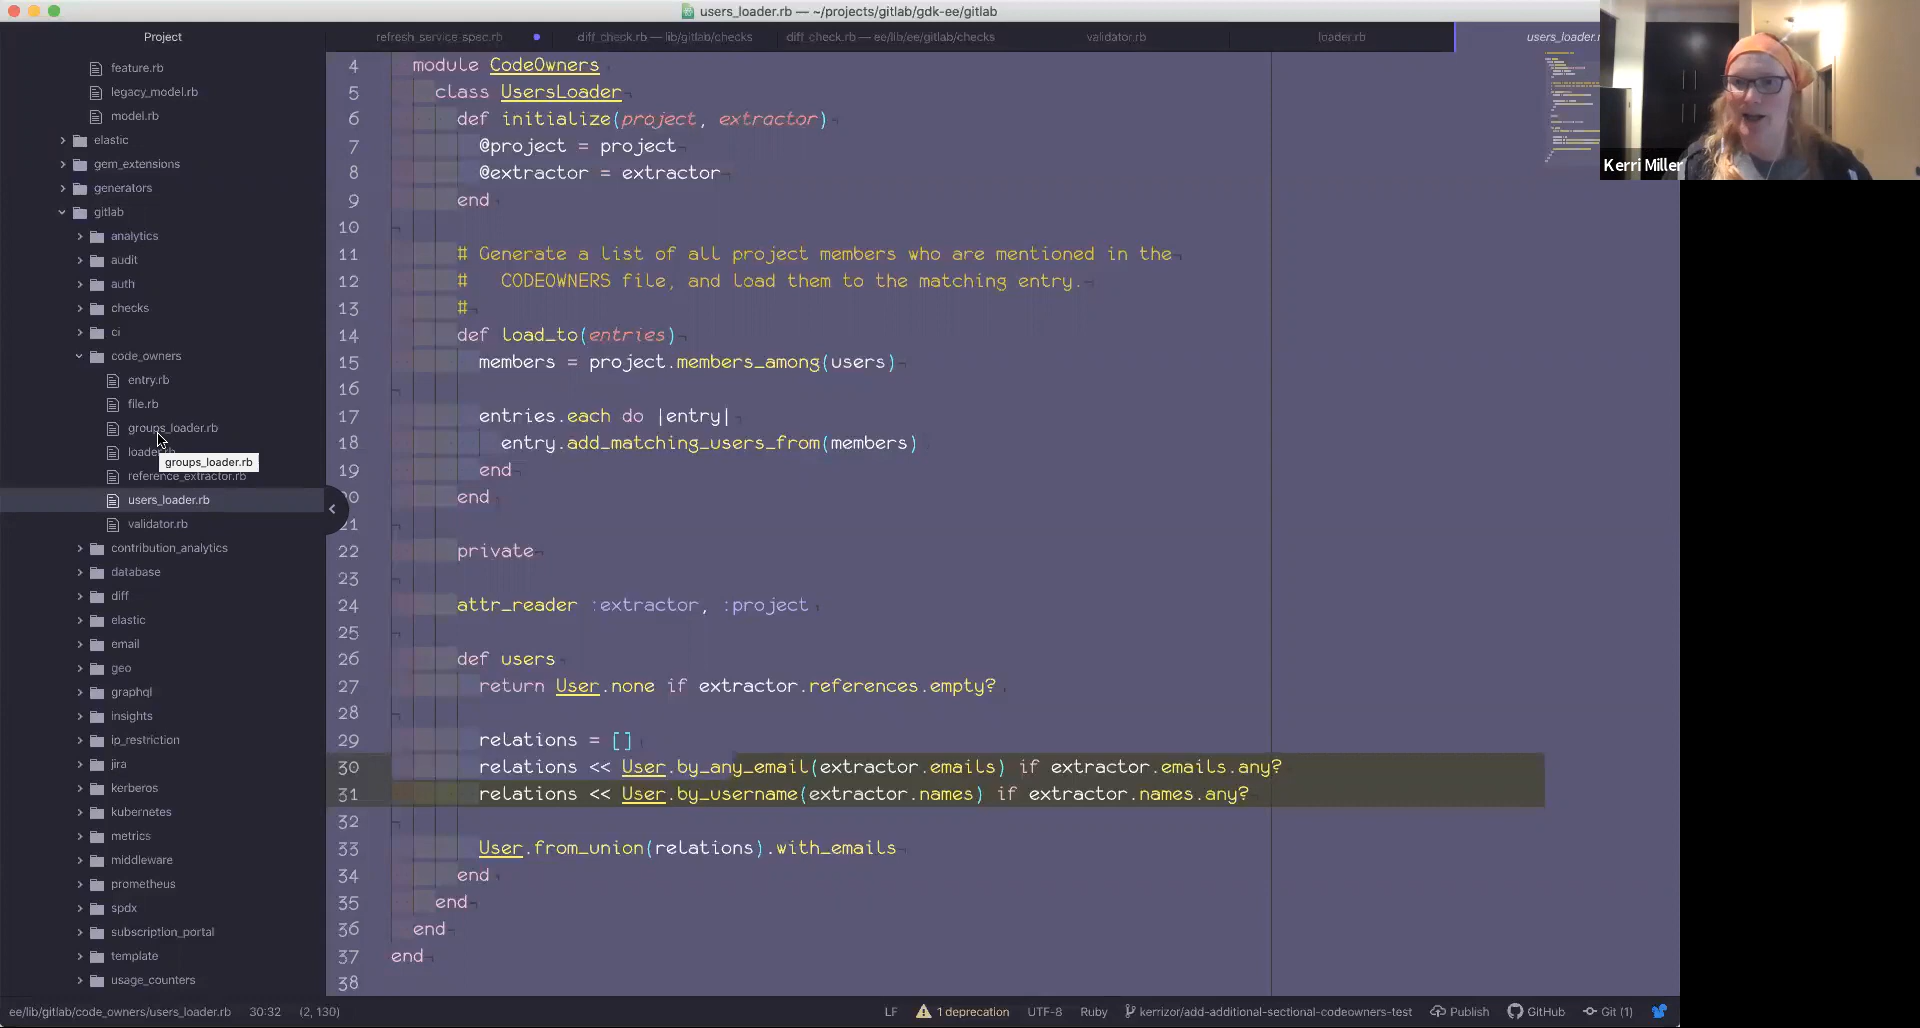 users_loader.rb — ~/projects/gitlab/gdk-ee/gitlab
Project
refresh_service_spec.rb
diff_check.rb — lib/gitlab/checks
diff_check.rb — ee/lib/ee/gitlab/checks
validator.rb
loader.rb
users_loader.r
feature.rb
legacy_model.rb
model.rb
elastic
gem_extensions
generators
gitlab
analytics
audit
auth
checks
ci
code_owners
entry.rb
file.rb
groups_loader.rb
groups_loader.rb
reference_extractor.rb
users_loader.rb
validator.rb
contribution_analytics
database
diff
elastic
email
geo
graphql
insights
ip_restriction
jira
kerberos
kubernetes
metrics
middleware
prometheus
spdx
subscription_portal
template
usage_counters
4 module CodeOwners
5 class UsersLoader
6 def initialize(project, extractor)
7 @project = project
8 @extractor = extractor
9 end
10
11 # Generate a list of all project members who are mentioned in the
12 # CODEOWNERS file, and load them to the matching entry.
13 #
14 def load_to(entries)
15 members = project.members_among(users)
16
17 entries.each do |entry|
18 entry.add_matching_users_from(members)
19 end
20 end
21
22 private
23
24 attr_reader :extractor, :project
25
26 def users
27 return User.none if extractor.references.empty?
28
29 relations = []
30 relations << User.by_any_email(extractor.emails) if extractor.emails.any?
31 relations << User.by_username(extractor.names) if extractor.names.any?
32
33 User.from_union(relations).with_emails
34 end
35 end
36 end
37 end
38
Kerri Miller
ee/lib/gitlab/code_owners/users_loader.rb 30:32 (2, 130)
LF 1 deprecation UTF-8 Ruby kerrizor/add-additional-sectional-codeowners-test Publish GitHub Git (1)